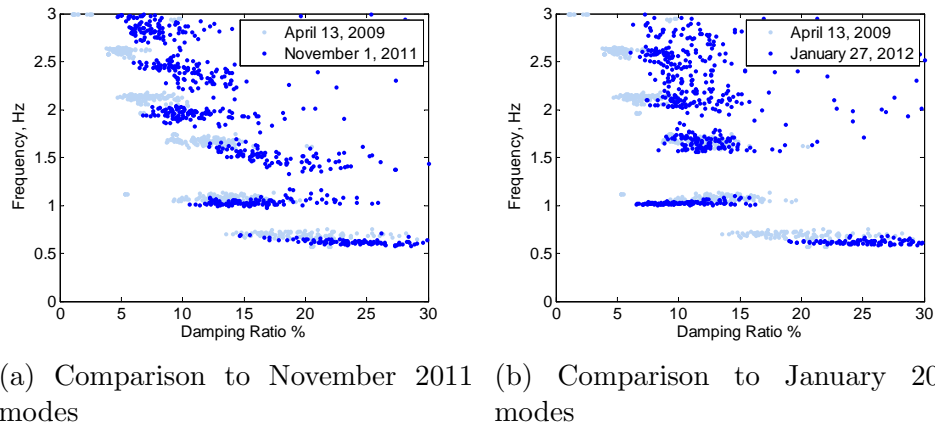 3
2.5
2
1.5
1
0.5
0
Frequency, Hz
April 13, 2009
November 1, 2011
0 5 10 15 20 25 30
Damping Ratio %
3
2.5
2
1.5
1
0.5
0
Frequency, Hz
April 13, 2009
January 27, 2012
0 5 10 15 20 25 30
Damping Ratio %
(a) Comparison to November 2011
modes
(b) Comparison to January 20
modes